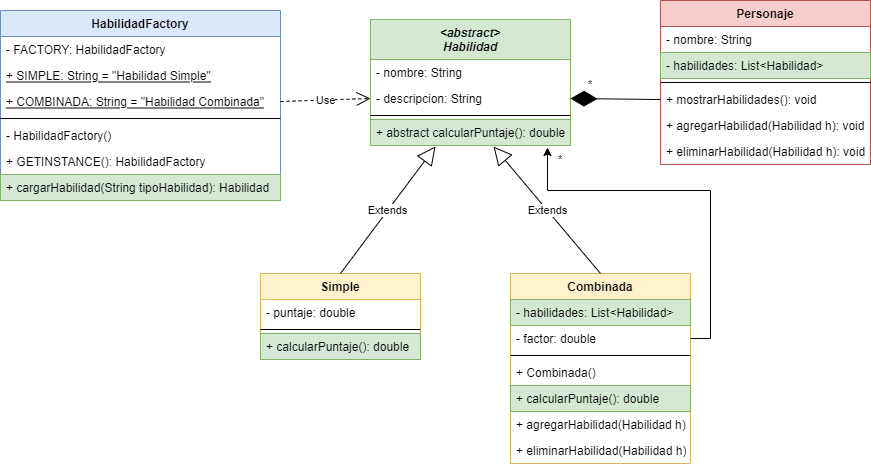 HabilidadFactory
- FACTORY: HabilidadFactory
+ SIMPLE: String = "Habilidad Simple"
+ COMBINADA: String = "Habilidad Combinada"
- HabilidadFactory()
+ GETINSTANCE(): HabilidadFactory
+ cargarHabilidad(String tipoHabilidad): Habilidad
Use
<abstract>
Habilidad
- nombre: String
- descripcion: String
+ abstract calcularPuntaje(): double
*
*
Personaje
- nombre: String
- habilidades: List<Habilidad>
+ mostrarHabilidades(): void
+ agregarHabilidad(Habilidad h): void
+ eliminarHabilidad(Habilidad h): void
Extends
Extends
Simple
- puntaje: double
+ calcularPuntaje(): double
Combinada
- habilidades: List<Habilidad>
- factor: double
+ Combinada()
+ calcularPuntaje(): double
+ agregarHabilidad(Habilidad h)
+ eliminarHabilidad(Habilidad h)